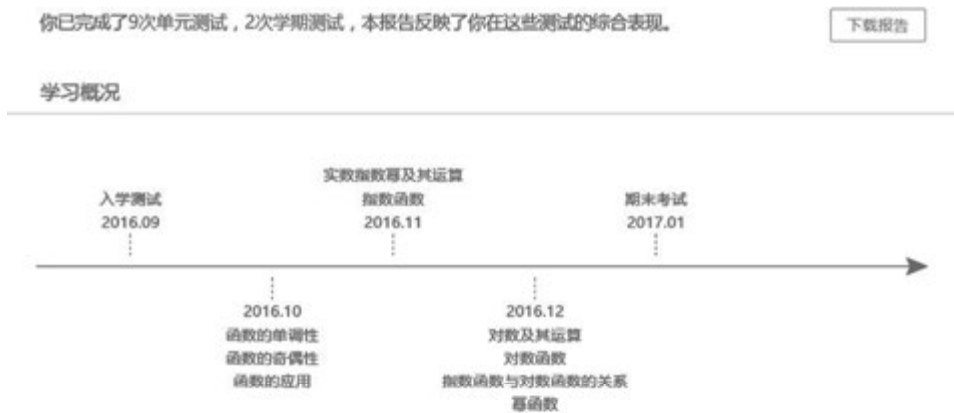 你已完成了9次单元测试，2次学期测试，本报告反映了你在这些测试的综合表现。
下载报告
学习概况
入学测试
2016.09
2016.10
函数的单调性
函数的奇偶性
函数的应用
实数指数幂及其运算
指数函数
2016.11
2016.12
对数及其运算
对数函数
指数函数与对数函数的关系
幂函数
期末考试
2017.01